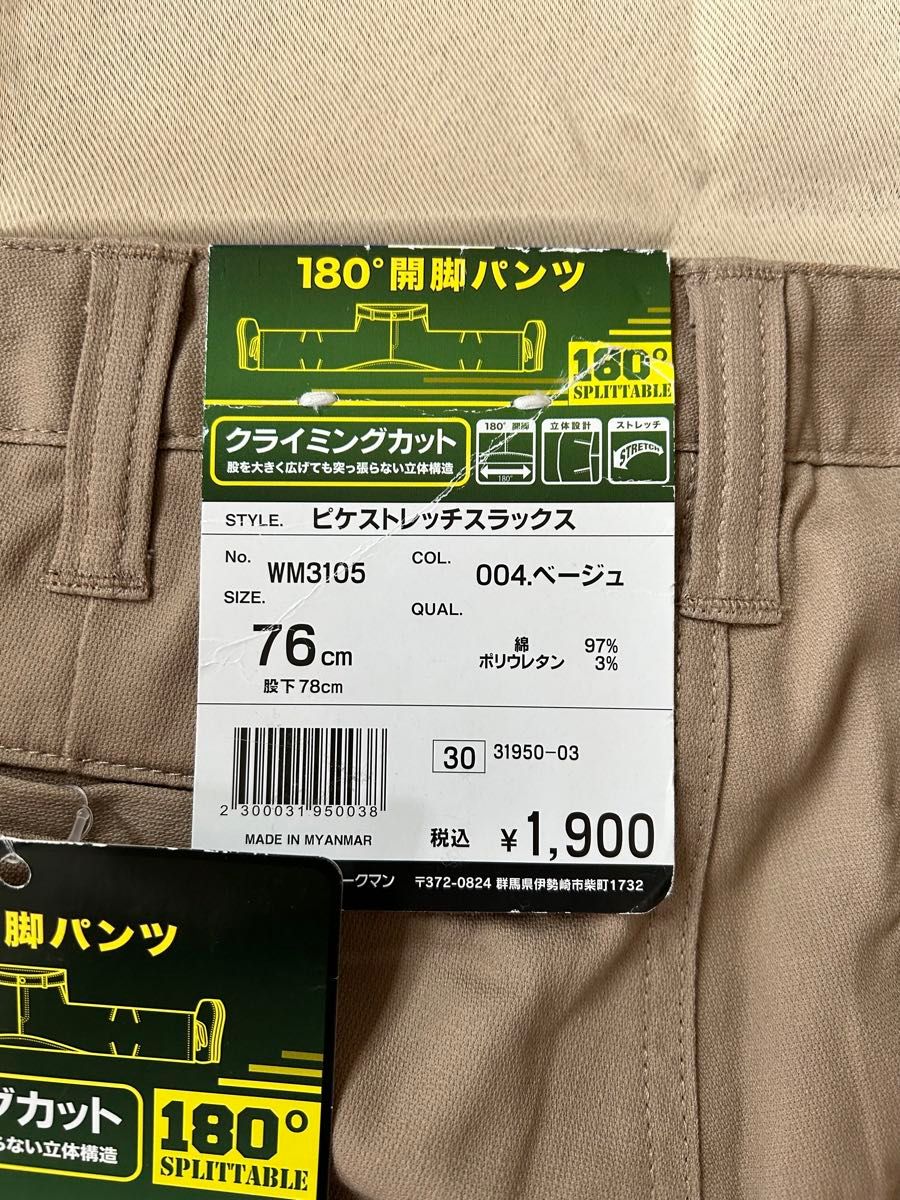 180°開脚パンツ
180°
SPLITTABLE
クライミングカット
股を大きく広げても突っ張らない立体構造
180° 開脚
180°
立体設計
ストレッチ
STRETCH
STYLE. ピケストレッチスラックス
No. WM3105
COL. 004.ベージュ
SIZE. 76cm
股下78cm
QUAL.
綿 97%
ポリウレタン 3%
30 31950-03
2 300031 950038
MADE IN MYANMAR
税込 ¥1,900
ークマン 〒372-0824 群馬県伊勢崎市柴町1732
脚パンツ
グカット
らない立体構造
180°
SPLITTABLE